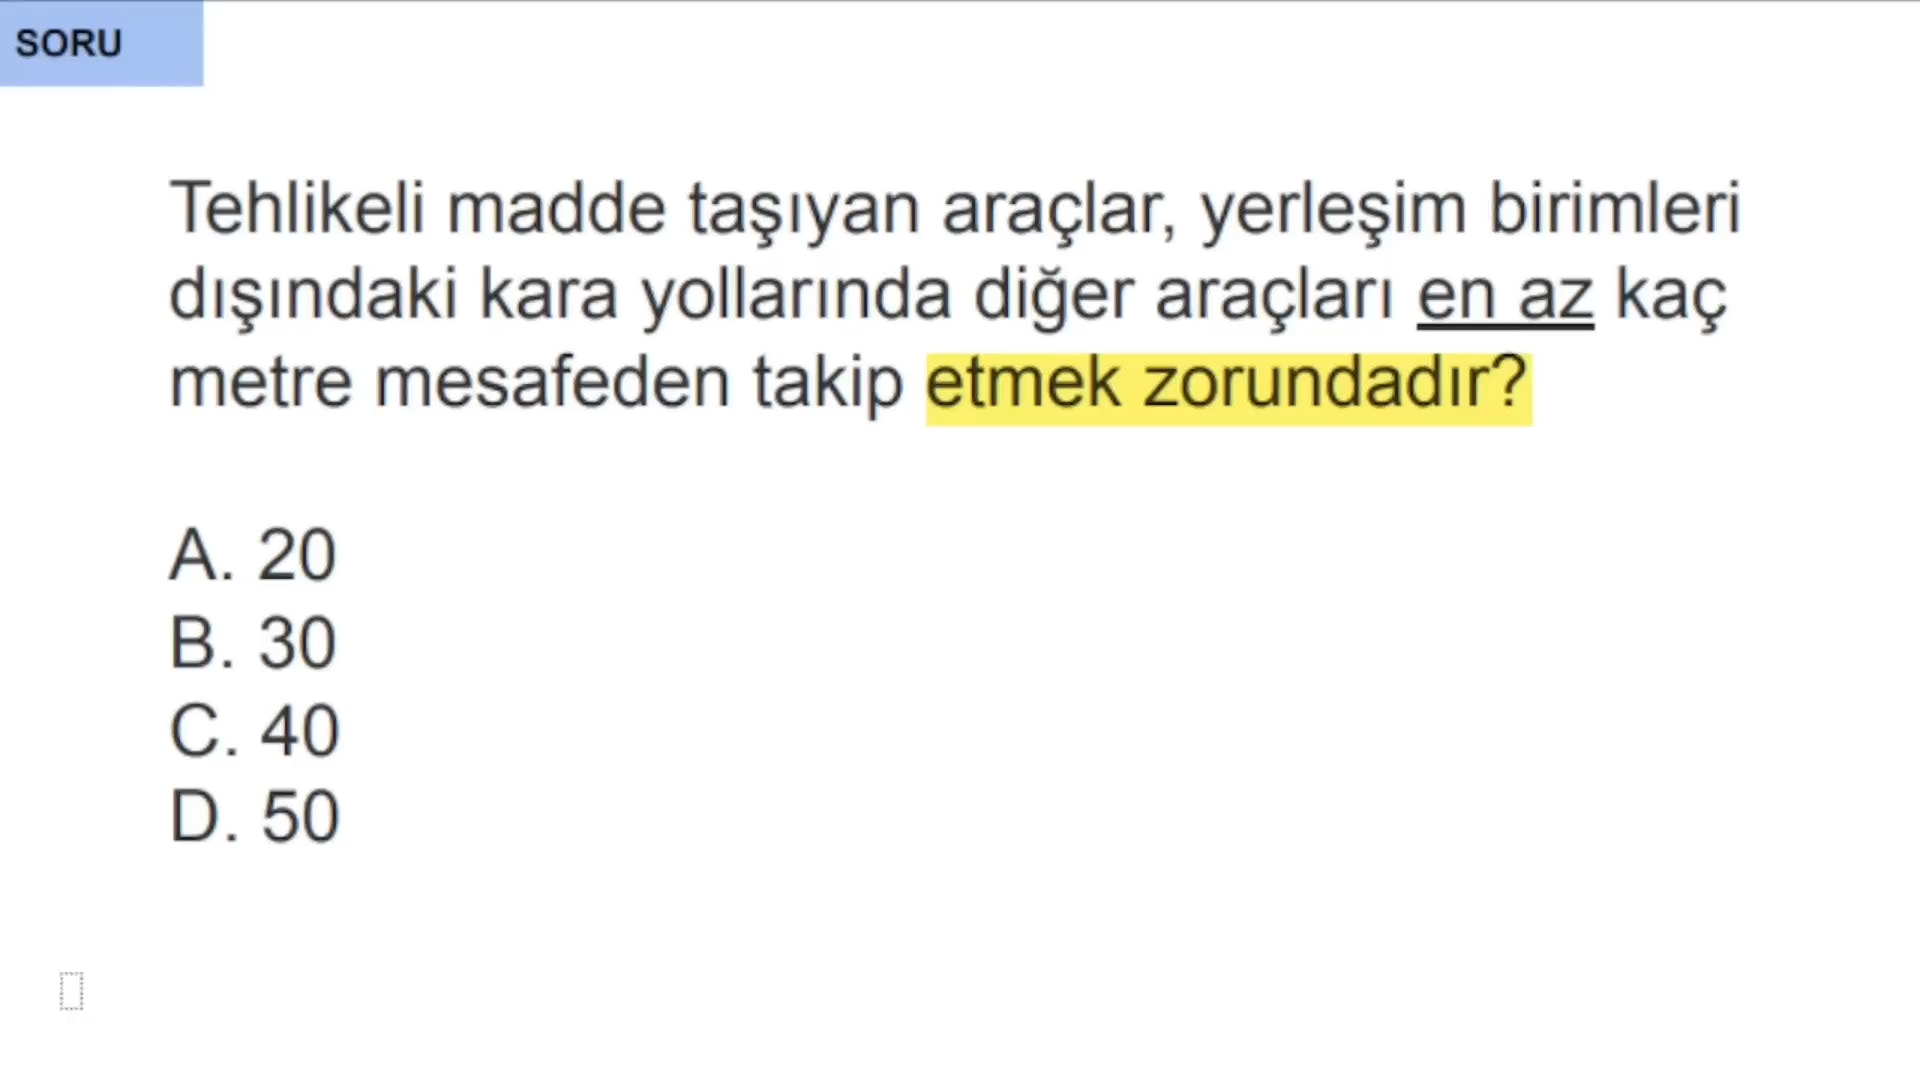 SORU
Tehlikeli madde taşıyan araçlar, yerleşim birimleri
dışındaki kara yollarında diğer araçları en az kaç
metre mesafeden takip etmek zorundadır?
A. 20
B. 30
C. 40
D. 50